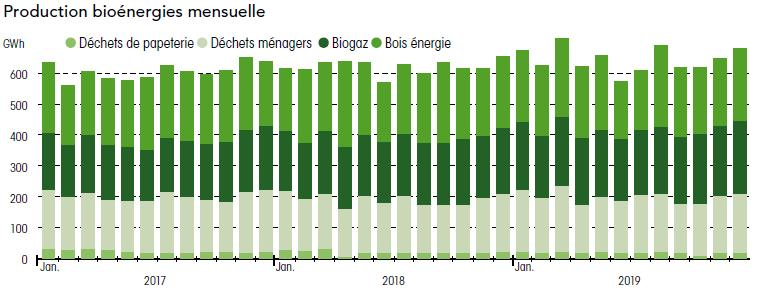 Production bioénergies mensuelle
GWh
Déchets de papeterie Déchets ménagers Biogaz Bois énergie
600
500
400
300
200
100
0
Jan. Jan. Jan.
2017 2018 2019